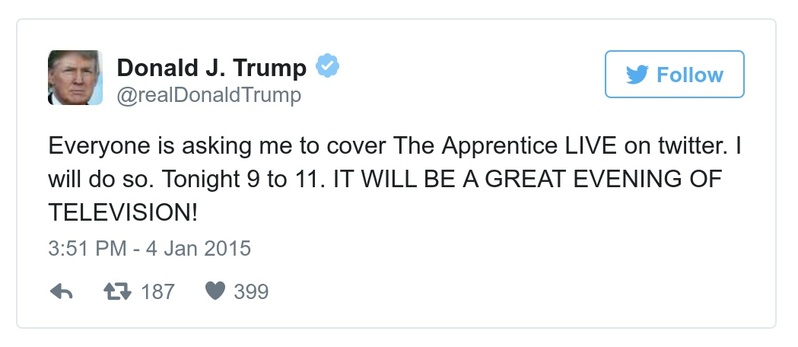 Donald J. Trump
@realDonaldTrump
Follow
Everyone is asking me to cover The Apprentice LIVE on twitter. I
will do so. Tonight 9 to 11. IT WILL BE A GREAT EVENING OF
TELEVISION!
3:51 PM - 4 Jan 2015
187 399